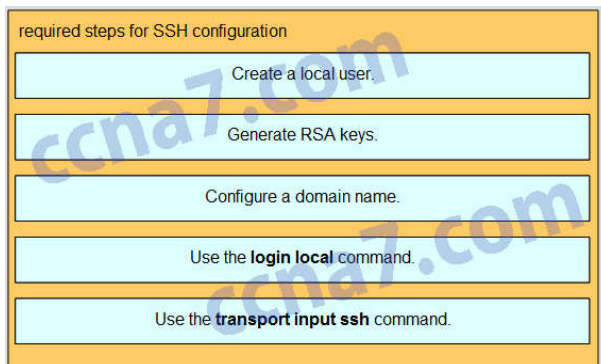 required steps for SSH configuration
Create a local user.
Generate RSA keys.
Configure a domain name.
Use the login local command.
Use the transport input ssh command.
ccna7.com
ccna7.com